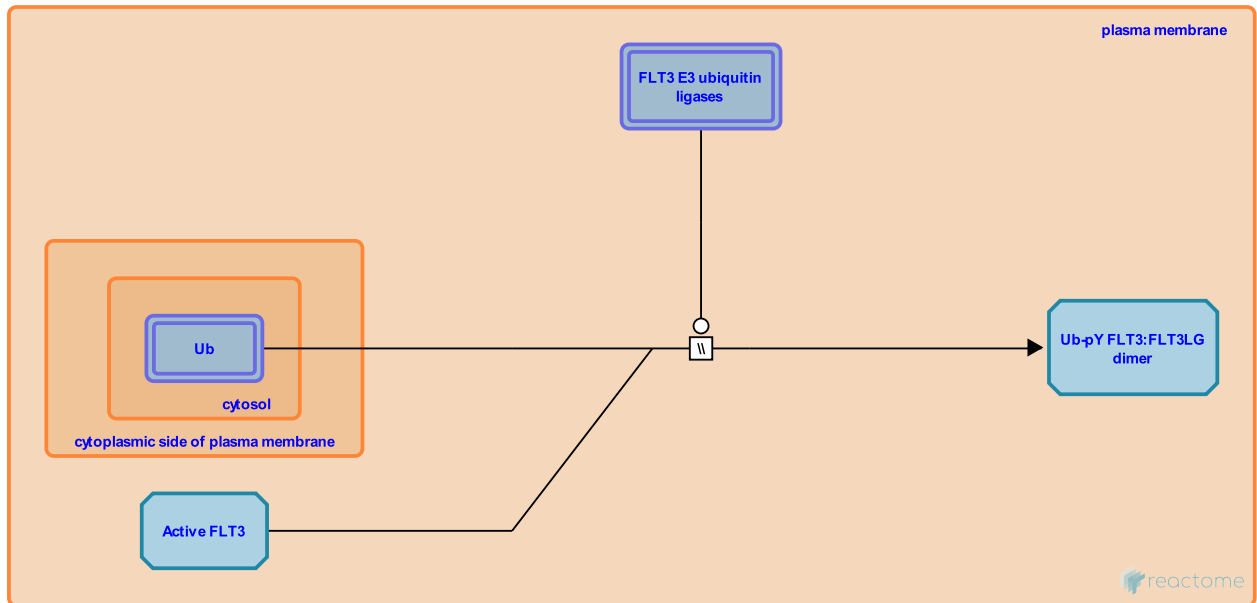 plasma membrane
FLT3 E3 ubiquitin
ligases
\\
Ub
cytosol
cytoplasmic side of plasma membrane
Ub-pY FLT3:FLT3LG
dimer
Active FLT3
reactome